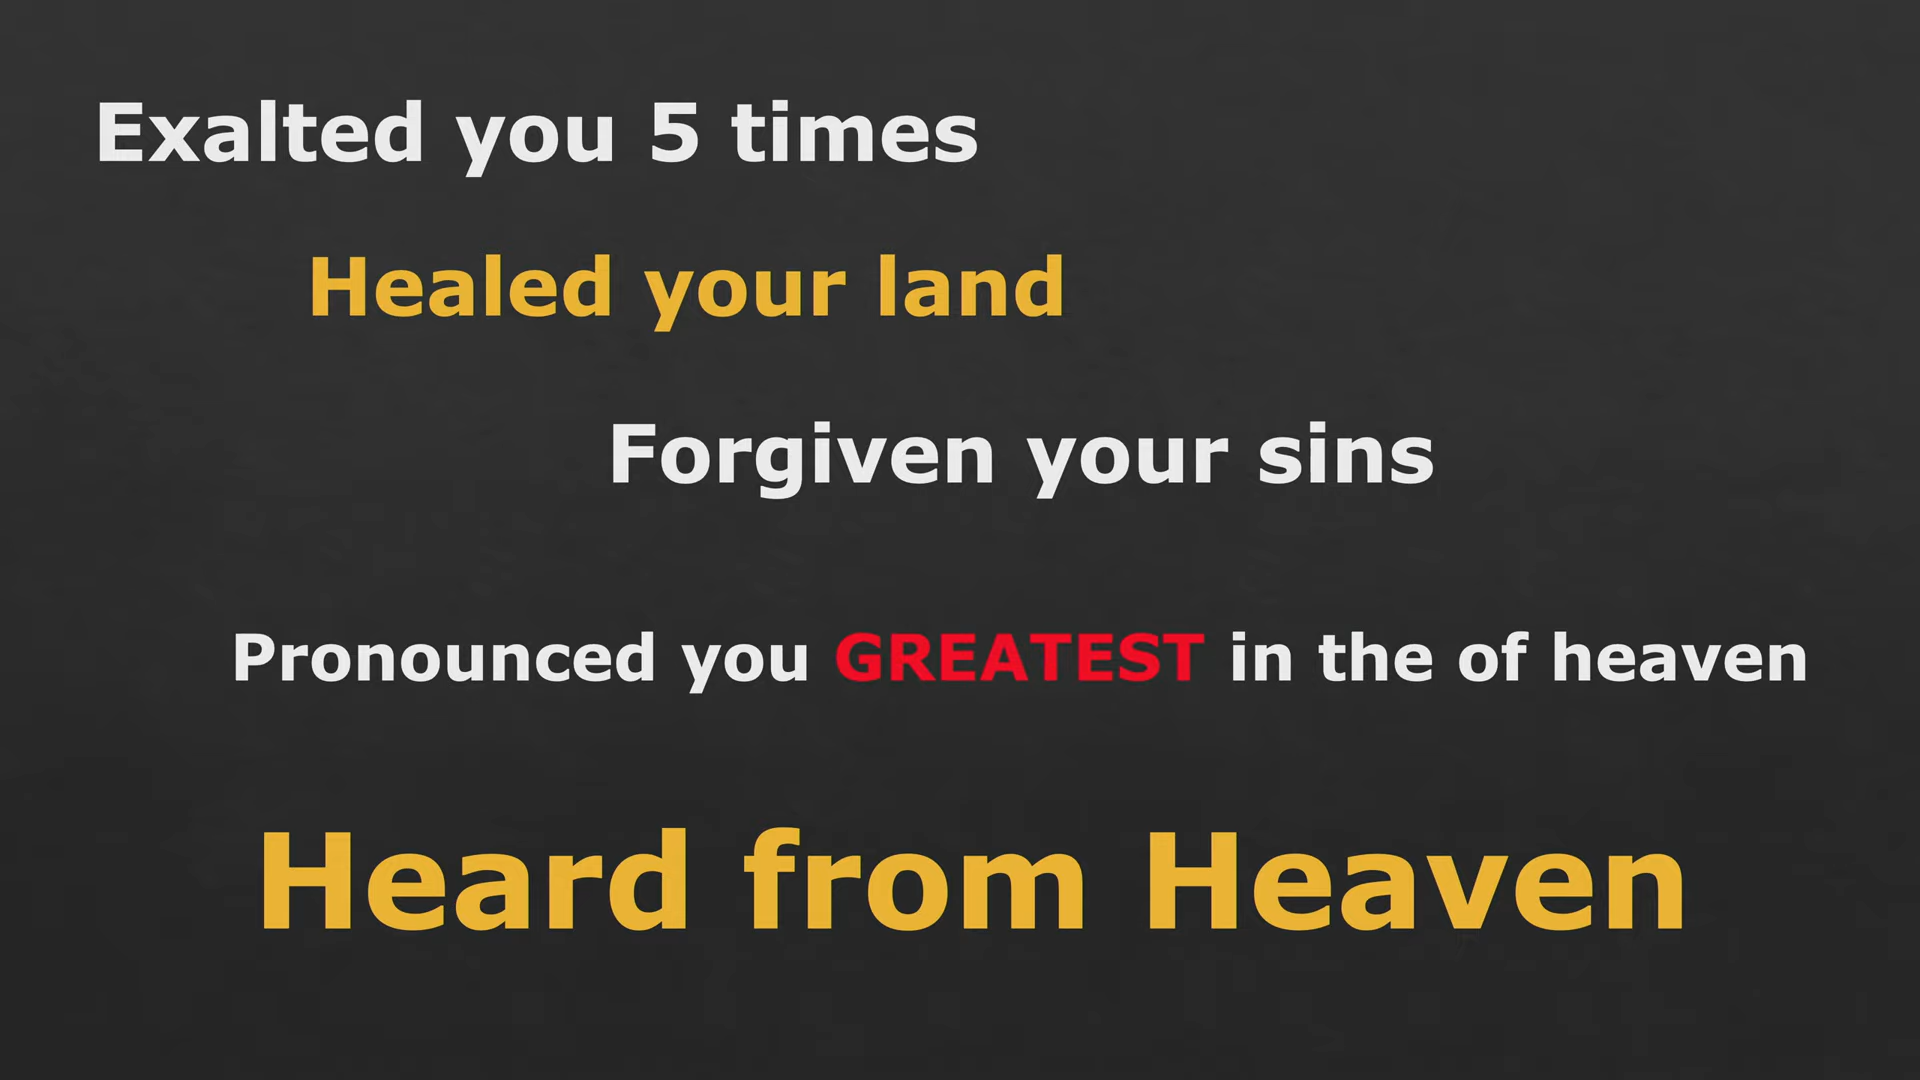 Exalted you 5 times
Healed your land
Forgiven your sins
Pronounced you GREATEST in the of heaven
Heard from Heaven